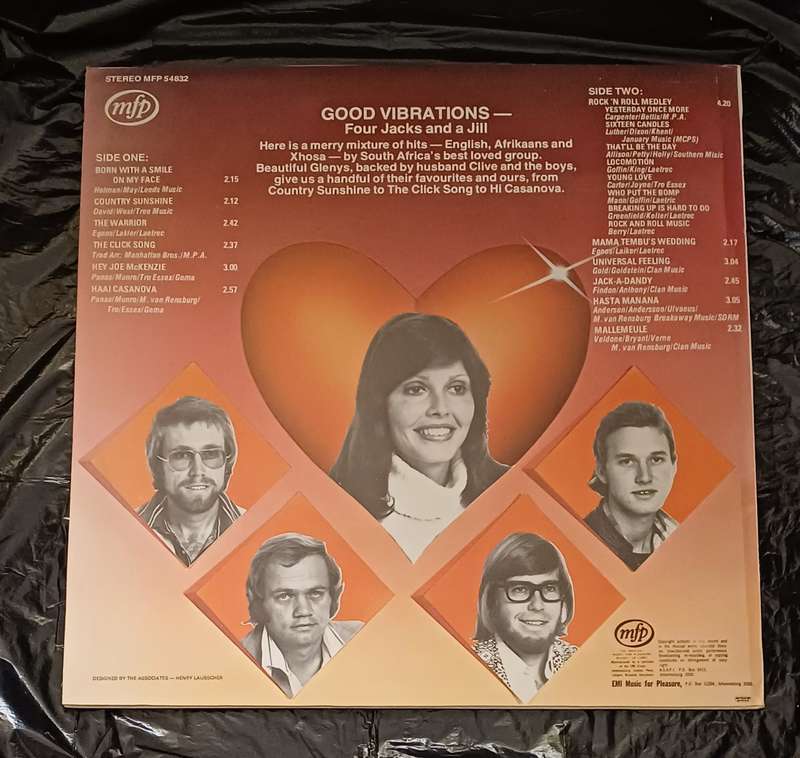 STEREO MFP 54832
mfp
GOOD VIBRATIONS —
Four Jacks and a Jill
Here is a merry mixture of hits — English, Afrikaans and
Xhosa — by South Africa's best loved group.
Beautiful Glenys, backed by husband Clive and the boys,
give us a handful of their favourites and ours, from
Country Sunshine to The Click Song to Hi Casanova.
SIDE ONE:
BORN WITH A SMILE
ON MY FACE 2.15
Holman/May/Leeds Music
COUNTRY SUNSHINE 2.12
David/West/Tree Music
THE WARRIOR 2.42
Egons/Lakier/Laetrec
THE CLICK SONG 2.37
Trad Arr: Manhattan Bros./M.P.A.
HEY JOE McKENZIE 3.00
Panas/Munro/Tro Essex/Gema
HAAI CASANOVA 2.57
Panas/Munro/M. van Rensburg/
Tro/Essex/Gema
SIDE TWO:
ROCK 'N ROLL MEDLEY 4.20
YESTERDAY ONCE MORE
Carpenter/Bettis/M.P.A.
SIXTEEN CANDLES
Luther/Dixon/Khent/
January Music (MCPS)
THAT'LL BE THE DAY
Allison/Petty/Holly/Southern Misic
LOCOMOTION
Goffin/King/Laetrec
YOUNG LOVE
Carter/Joyne/Tro Essex
WHO PUT THE BOMP
Mann/Goffin/Laetric
BREAKING UP IS HARD TO DO
Greenfield/Keller/Laetrec
ROCK AND ROLL MUSIC
Berry/Laetrec
MAMA TEMBU'S WEDDING 2.17
Egnos/Laiker/Laetrec
UNIVERSAL FEELING 3.04
Gold/Goldstein/Clan Music
JACK-A-DANDY 2.45
Findon/Anthony/Clan Music
HASTA MANANA 3.05
Anderson/Andersson/Ulvaeus/
M. van Rensburg Breakaway Music/SDRM
MALLEMEULE 2.32
Veldone/Bryant/Verne
M. van Rensburg/Clan Music
DESIGNED BY THE ASSOCIATES — HENRY LAUBSCHER
mfp
EMI Music for Pleasure, P.O. Box 11254, Johannesburg 2000.